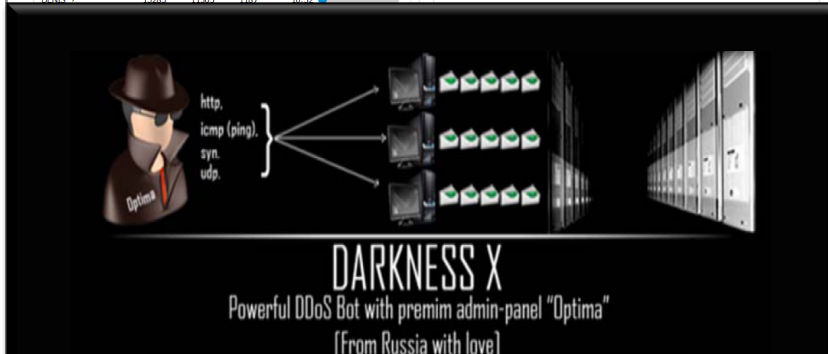 http,
icmp (ping),
syn.
udp.
Optima
DARKNESS X
Powerful DDoS Bot with premim admin-panel “Optima”
(From Russia with love)